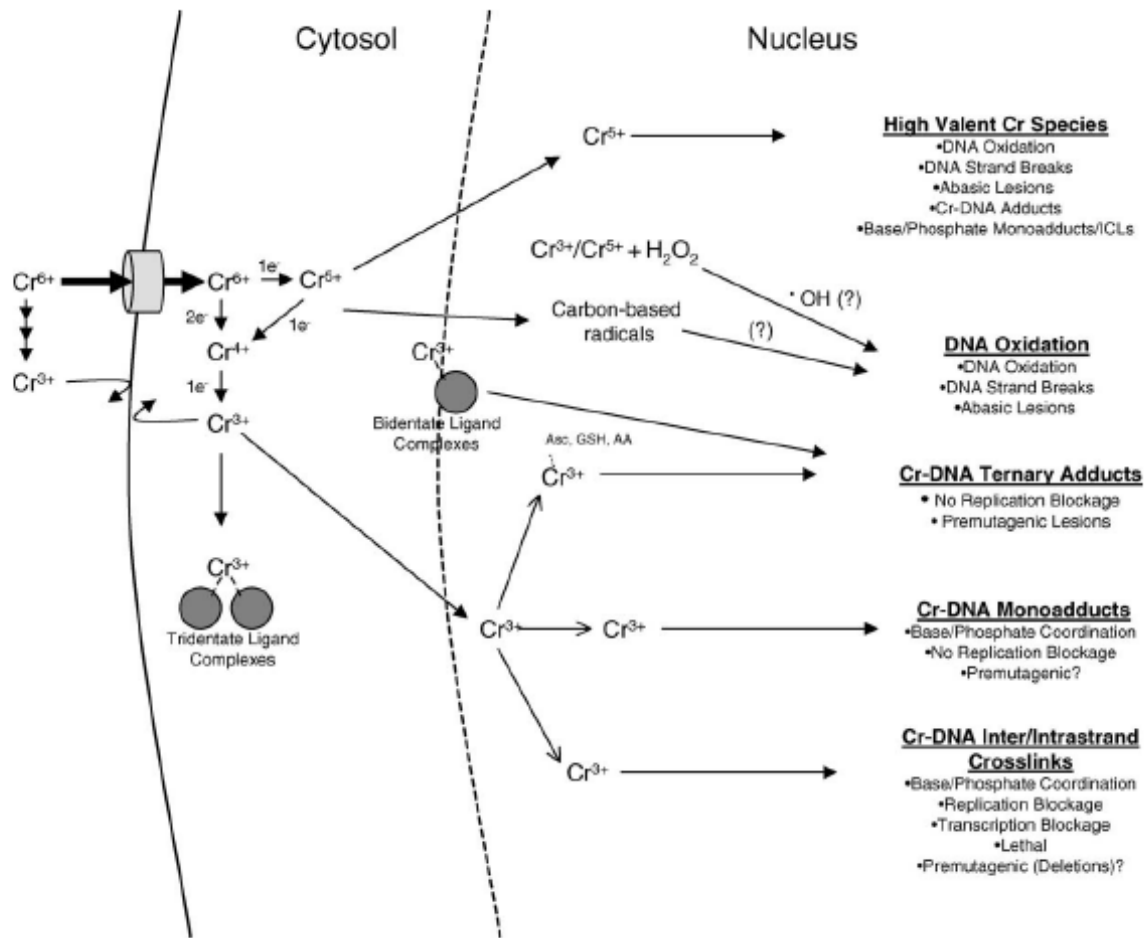 Cytosol
Nucleus
Cr⁶⁺
Cr³⁺
Cr⁶⁺
1e⁻
Cr⁵⁺
2e⁻
1e⁻
Cr⁴⁺
1e⁻
Cr³⁺
Cr³⁺
Tridentate Ligand
Complexes
Cr³⁺
Bidentate Ligand
Complexes
Cr⁵⁺
Cr³⁺/Cr⁵⁺ + H₂O₂
· OH (?)
Carbon-based
radicals
(?)
Asc, GSH, AA
Cr³⁺
Cr³⁺
Cr³⁺
Cr³⁺
High Valent Cr Species
•DNA Oxidation
•DNA Strand Breaks
•Abasic Lesions
•Cr-DNA Adducts
•Base/Phosphate Monoadducts/ICLs
DNA Oxidation
•DNA Oxidation
•DNA Strand Breaks
•Abasic Lesions
Cr-DNA Ternary Adducts
• No Replication Blockage
• Premutagenic Lesions
Cr-DNA Monoadducts
•Base/Phosphate Coordination
•No Replication Blockage
•Premutagenic?
Cr-DNA Inter/Intrastrand
Crosslinks
•Base/Phosphate Coordination
•Replication Blockage
•Transcription Blockage
•Lethal
•Premutagenic (Deletions)?